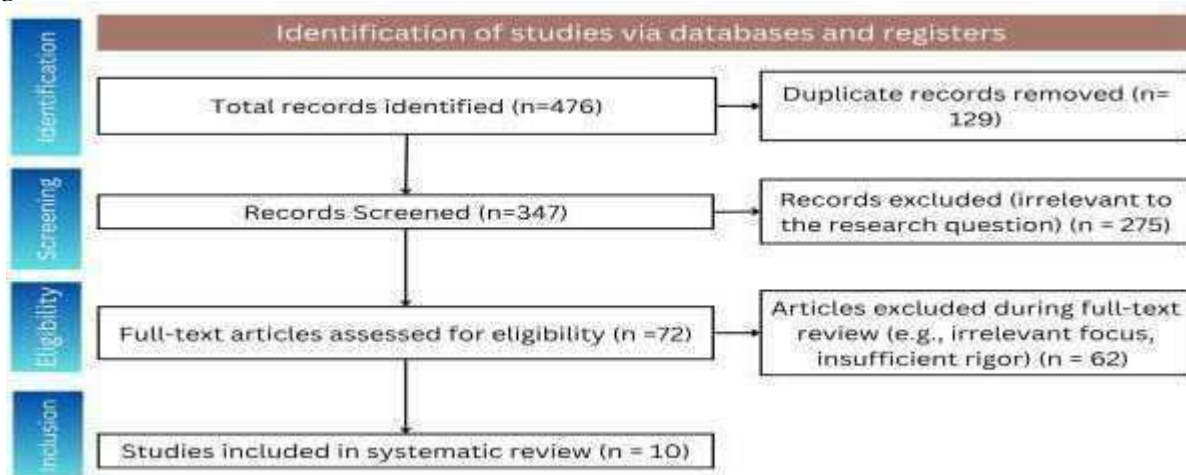 Identification of studies via databases and registers
Identification
Total records identified (n=476)
Duplicate records removed (n=
129)
Screening
Records Screened (n=347)
Records excluded (irrelevant to
the research question) (n = 275)
Eligibility
Full-text articles assessed for eligibility (n =72)
Articles excluded during full-text
review (e.g., irrelevant focus,
insufficient rigor) (n = 62)
Inclusion
Studies included in systematic review (n = 10)